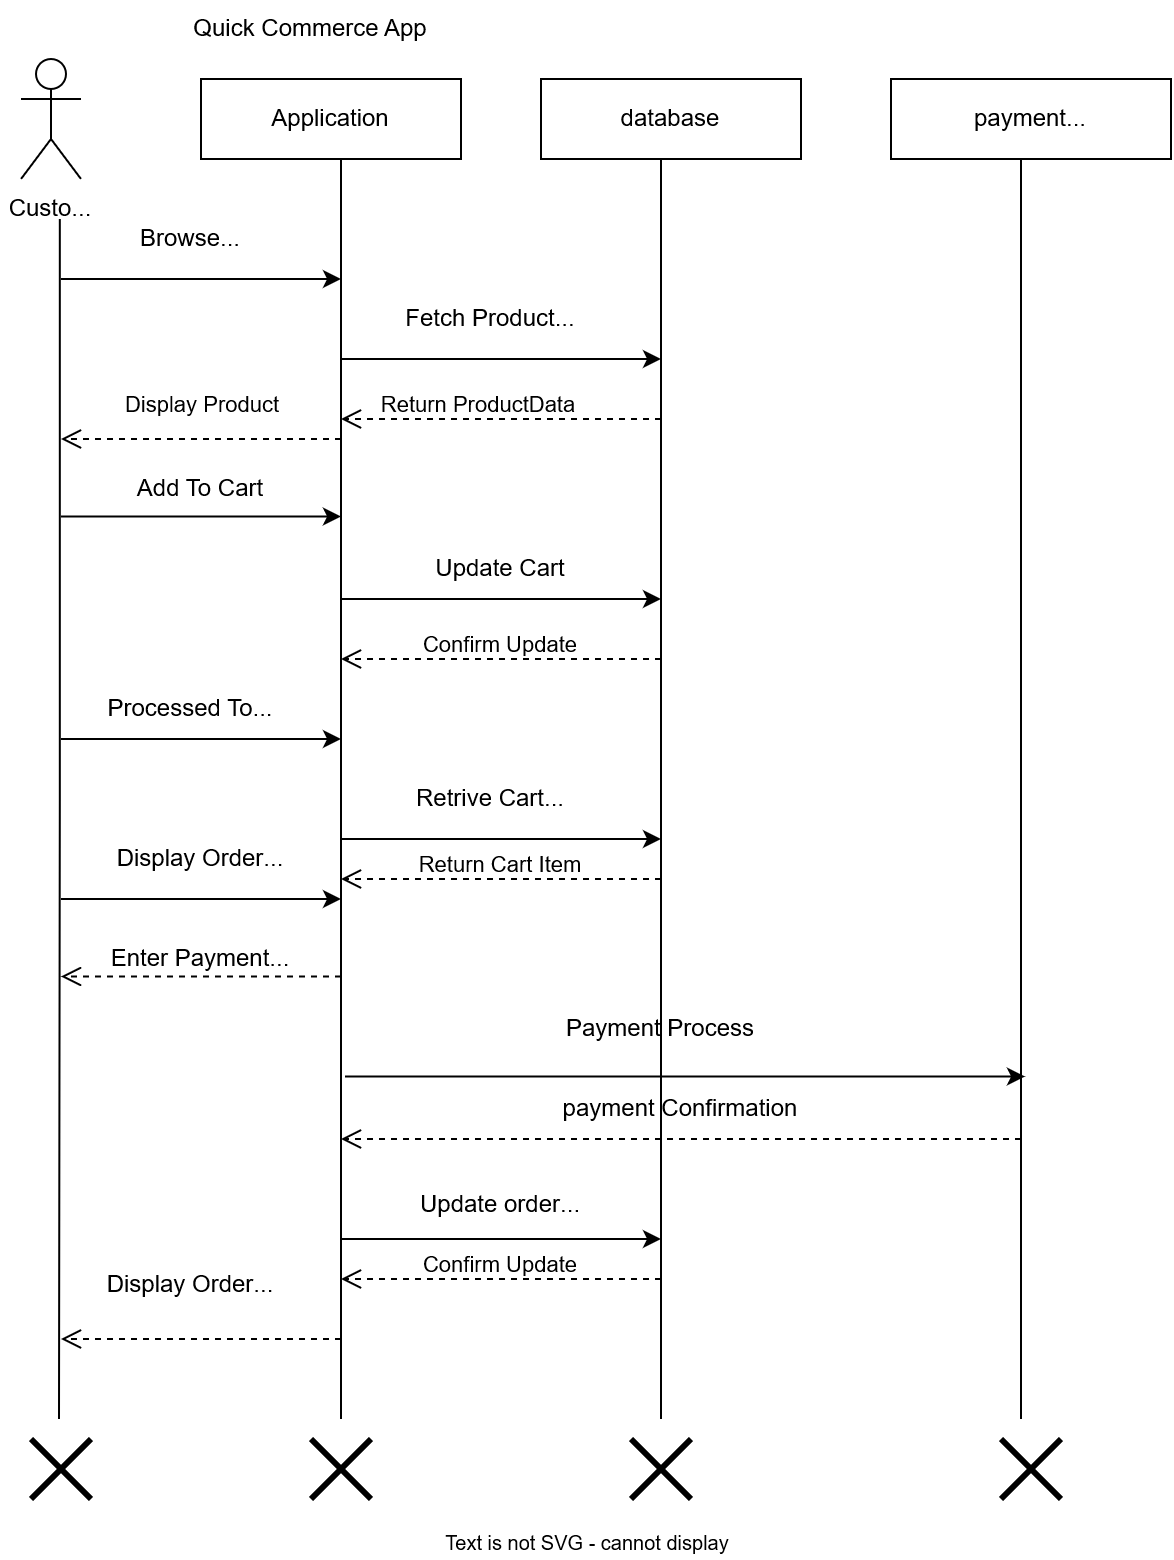 Quick Commerce App
Application
database
payment...
Custo...
Browse...
Fetch Product...
Display Product
Return ProductData
Add To Cart
Update Cart
Confirm Update
Processed To...
Retrive Cart...
Display Order...
Return Cart Item
Enter Payment...
Payment Process
payment Confirmation
Update order...
Confirm Update
Display Order...
Text is not SVG - cannot display